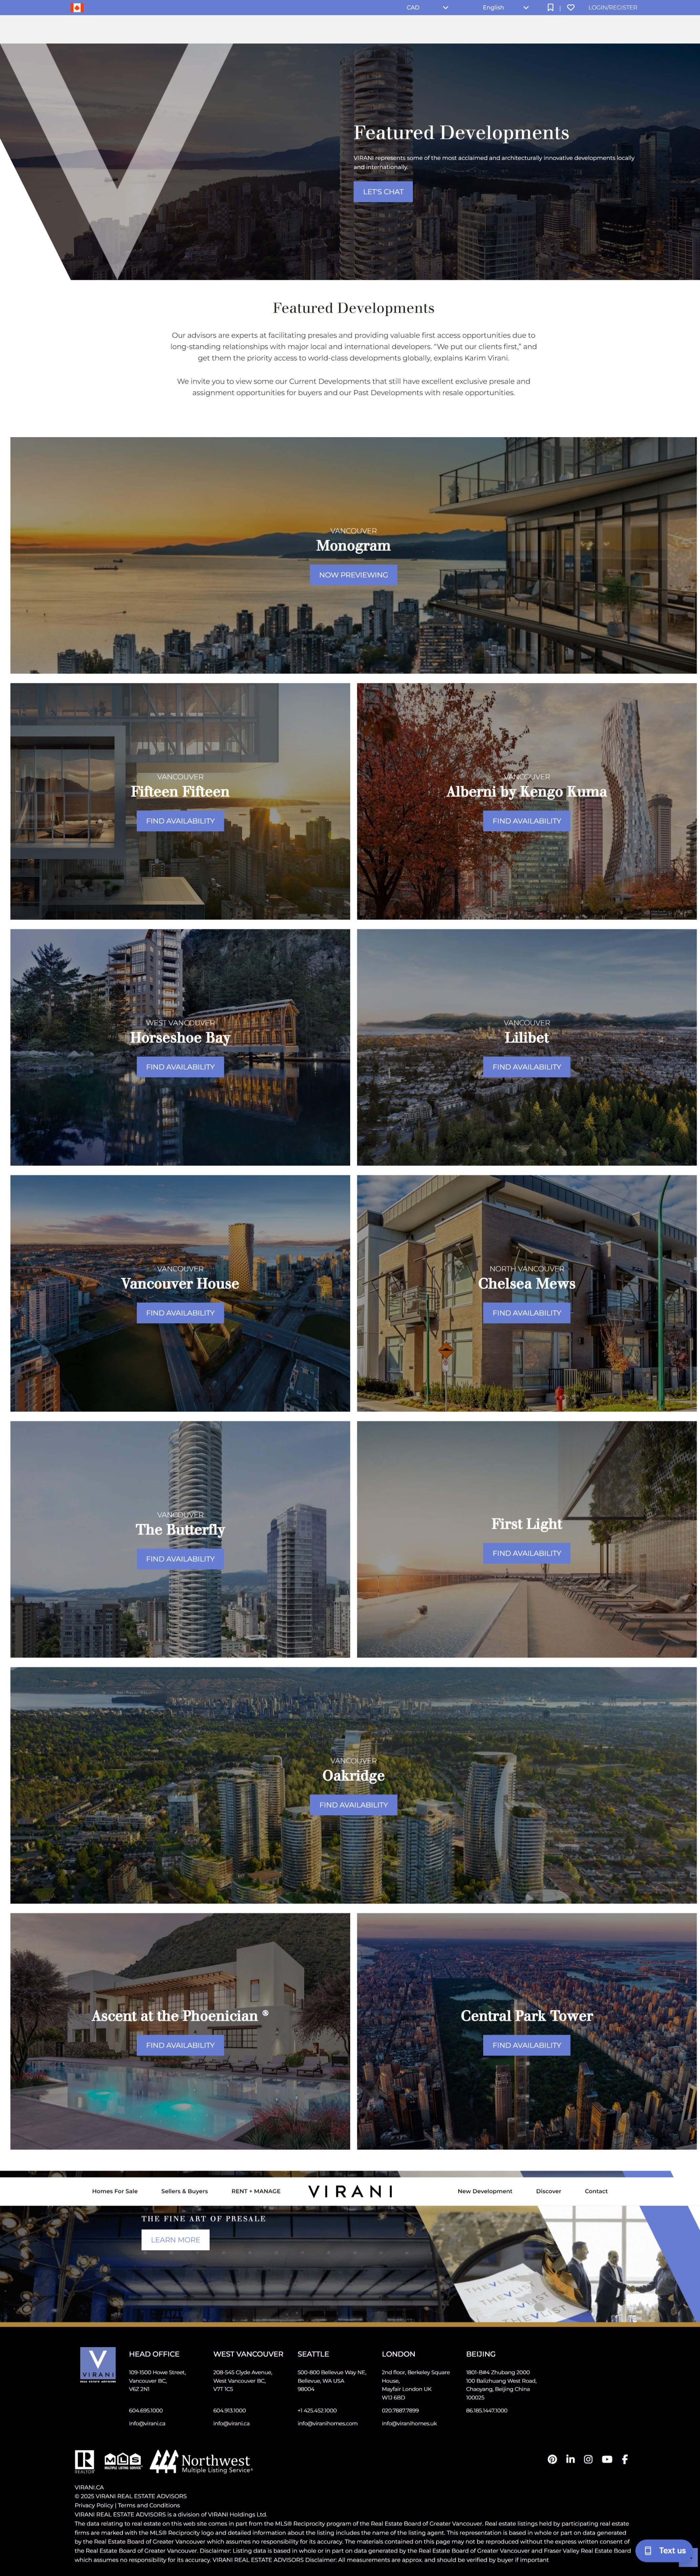 CAD
English
LOGIN/REGISTER
Featured Developments
VIRANI represents some of the most acclaimed and architecturally innovative developments locally
and internationally.
LET'S CHAT
Featured Developments
Our advisors are experts at facilitating presales and providing valuable first access opportunities due to
long-standing relationships with major local and international developers. “We put our clients first,” and
get them the priority access to world-class developments globally, explains Karim Virani.
We invite you to view some our Current Developments that still have excellent exclusive presale and
assignment opportunities for buyers and our Past Developments with resale opportunities.
VANCOUVER
Monogram
NOW PREVIEWING
VANCOUVER
Fifteen Fifteen
FIND AVAILABILITY
VANCOUVER
Alberni by Kengo Kuma
FIND AVAILABILITY
WEST VANCOUVER
Horseshoe Bay
FIND AVAILABILITY
VANCOUVER
Lilibet
FIND AVAILABILITY
VANCOUVER
Vancouver House
FIND AVAILABILITY
NORTH VANCOUVER
Chelsea Mews
FIND AVAILABILITY
VANCOUVER
The Butterfly
FIND AVAILABILITY
First Light
FIND AVAILABILITY
VANCOUVER
Oakridge
FIND AVAILABILITY
Ascent at the Phoenician ®
FIND AVAILABILITY
Central Park Tower
FIND AVAILABILITY
Homes For Sale
Sellers & Buyers
RENT + MANAGE
VIRANI
New Development
Discover
Contact
THE FINE ART OF PRESALE
LEARN MORE
VIRANI
REAL ESTATE ADVISORS
HEAD OFFICE
109-1500 Howe Street,
Vancouver BC,
V6Z 2N1
604.695.1000
info@virani.ca
WEST VANCOUVER
208-545 Clyde Avenue,
West Vancouver BC,
V7T 1C5
604.913.1000
info@virani.ca
SEATTLE
500-800 Bellevue Way NE,
Bellevue, WA USA
98004
+1 425.452.1000
info@viranihomes.com
LONDON
2nd floor, Berkeley Square
House,
Mayfair London UK
W1J 6BD
020.7887.7899
info@viranihomes.uk
BEIJING
1801-B#4 Zhubang 2000
100 Balizhuang West Road,
Chaoyang, Beijing China
100025
86.185.1447.1000
REALTOR
MLS
MULTIPLE LISTING SERVICE
Northwest
Multiple Listing Service®
VIRANI.CA
© 2025 VIRANI REAL ESTATE ADVISORS
Privacy Policy | Terms and Conditions
VIRANI REAL ESTATE ADVISORS is a division of VIRANI Holdings Ltd.
The data relating to real estate on this web site comes in part from the MLS® Reciprocity program of the Real Estate Board of Greater Vancouver. Real estate listings held by participating real estate
firms are marked with the MLS® Reciprocity logo and detailed information about the listing includes the name of the listing agent. This representation is based in whole or part on data generated
by the Real Estate Board of Greater Vancouver which assumes no responsibility for its accuracy. The materials contained on this page may not be reproduced without the express written consent of
the Real Estate Board of Greater Vancouver. Disclaimer: Listing data is based in whole or in part on data generated by the Real Estate Board of Greater Vancouver and Fraser Valley Real Estate Board
which assumes no responsibility for its accuracy. VIRANI REAL ESTATE ADVISORS Disclaimer: All measurements are approx. and should be verified by buyer if important
Text us